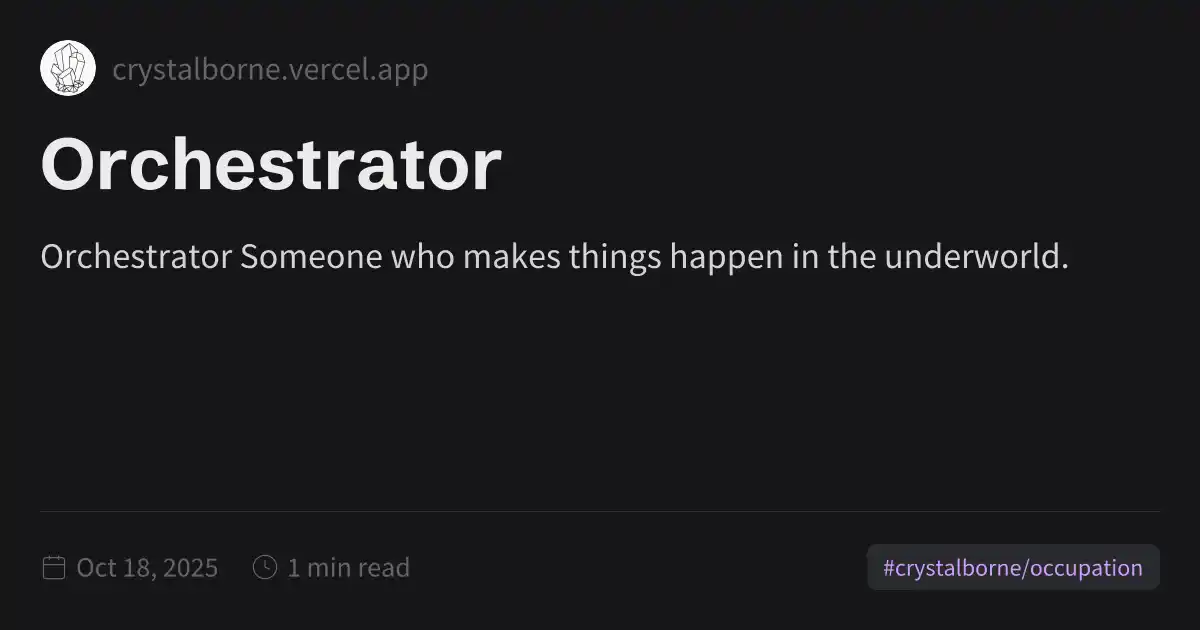 crystalborne.vercel.app
Orchestrator
Orchestrator Someone who makes things happen in the underworld.
Oct 18, 2025 1 min read
#crystalborne/occupation